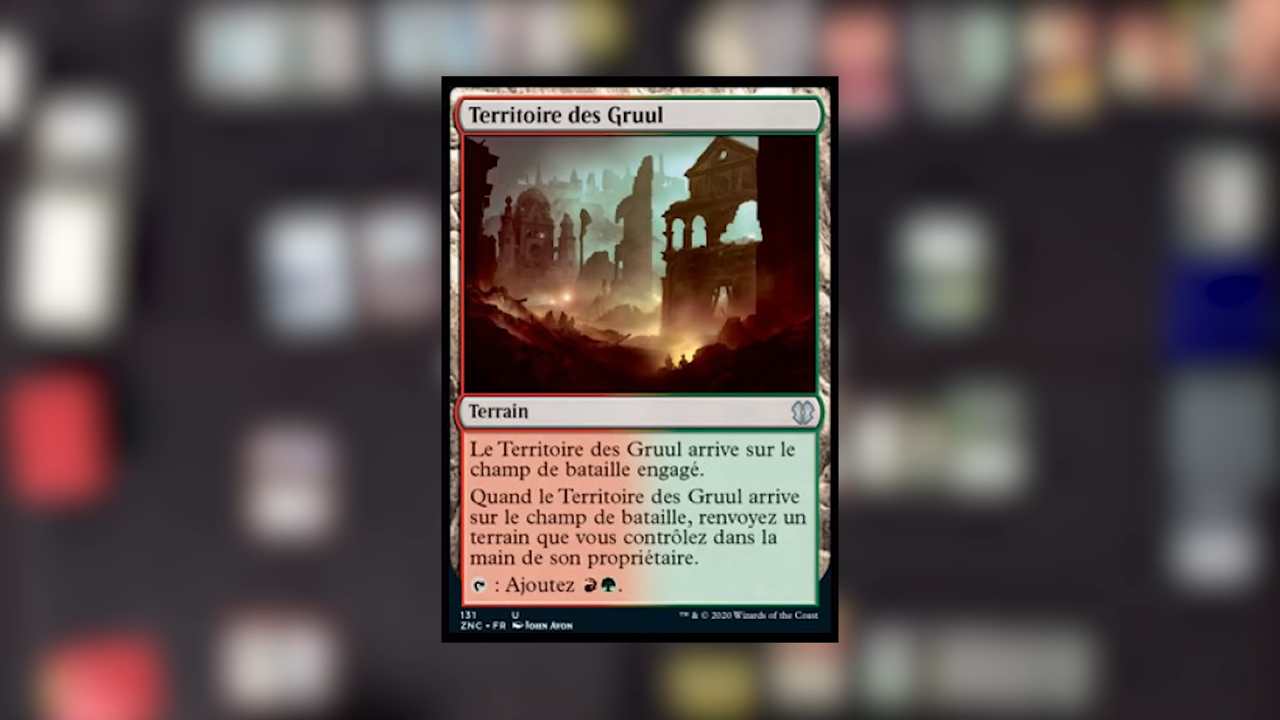 Territoire des Gruul
Terrain
Le Territoire des Gruul arrive sur le
champ de bataille engagé.
Quand le Territoire des Gruul arrive
sur le champ de bataille, renvoyez un
terrain que vous contrôlez dans la
main de son propriétaire.
: Ajoutez
131 U
ZNC • FR John Avon
™ & © 2020 Wizards of the Coast